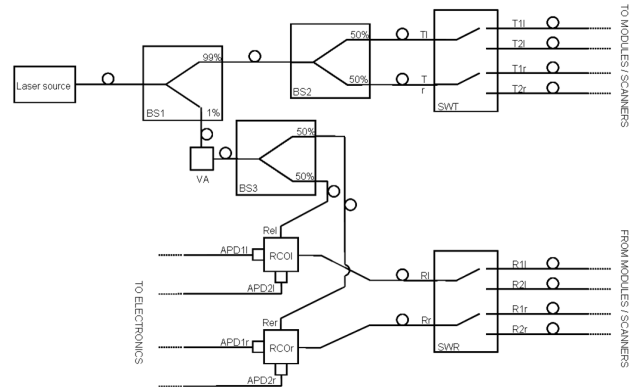 TO MODULES / SCANNERS
50%
Tl
T1l
T2l
99%
Laser source
50%
T
r
T1r
T2r
BS2
SWT
BS1
1%
50%
VA
50%
BS3
Rel
FROM MODULES / SCANNERS
APD1l
RCOl
Rl
R1l
R2l
APD2l
TO ELECTRONICS
Rer
Rr
R1r
R2r
APD1r
RCOr
SWR
APD2r